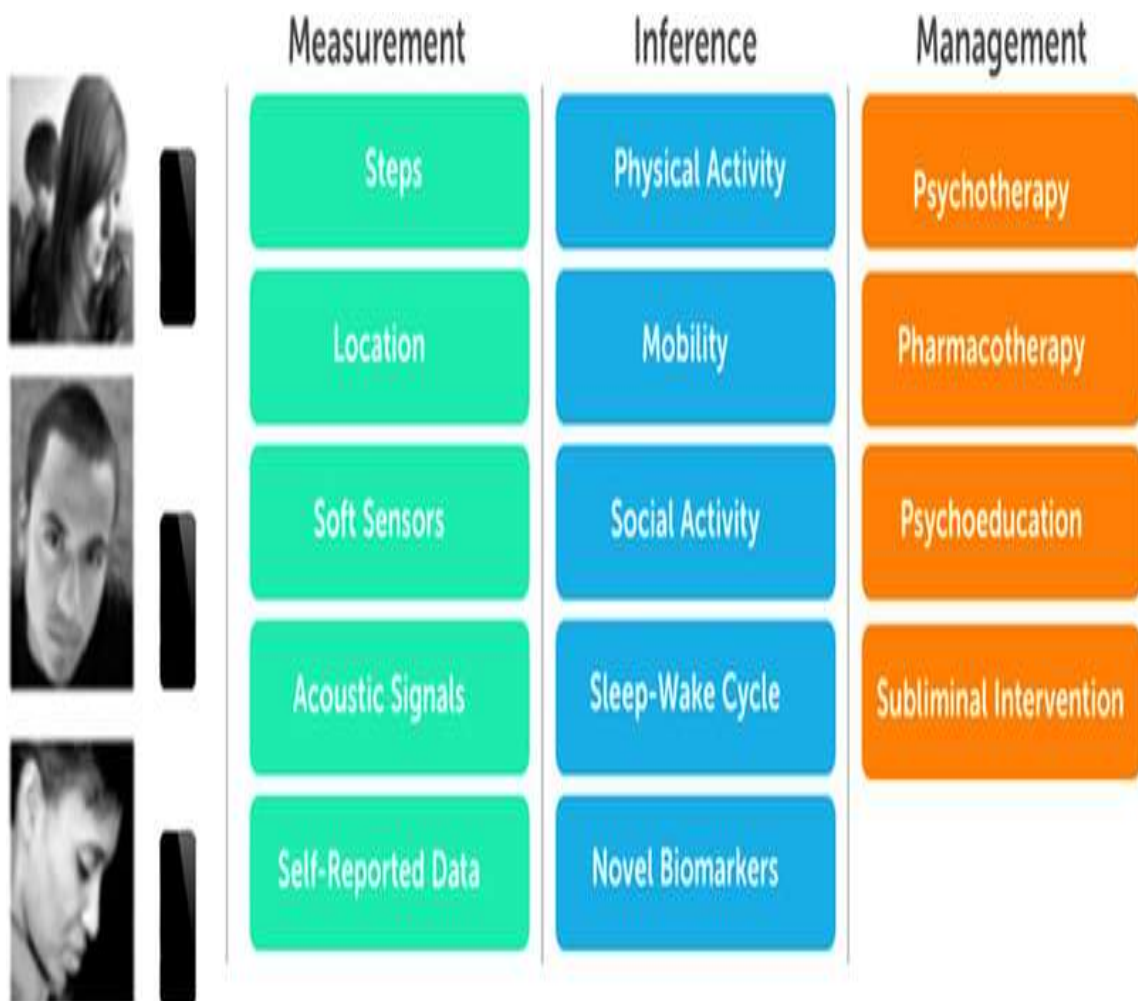 Measurement
Inference
Management
Steps
Physical Activity
Psychotherapy
Location
Mobility
Pharmacotherapy
Soft Sensors
Social Activity
Psychoeducation
Acoustic Signals
Sleep-Wake Cycle
Subliminal Intervention
Self-Reported Data
Novel Biomarkers